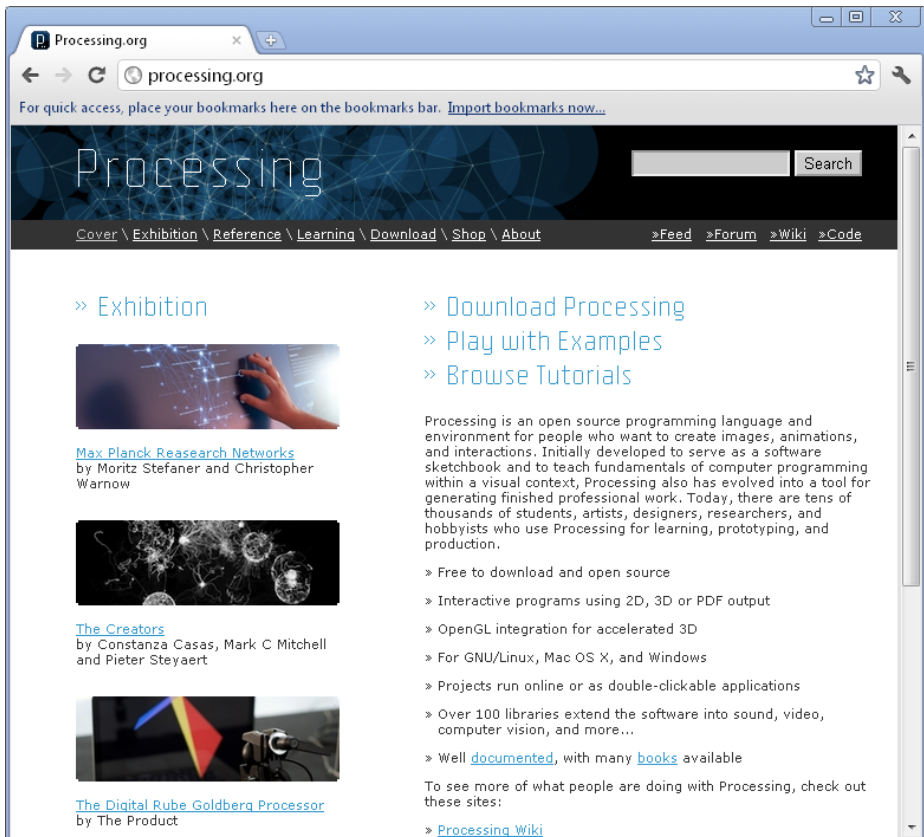 Processing.org
processing.org
For quick access, place your bookmarks here on the bookmarks bar. Import bookmarks now...
Processing
Search
Cover \ Exhibition \ Reference \ Learning \ Download \ Shop \ About
»Feed »Forum »Wiki »Code
» Exhibition
Max Planck Reasearch Networks
by Moritz Stefaner and Christopher
Warnow
The Creators
by Constanza Casas, Mark C Mitchell
and Pieter Steyaert
The Digital Rube Goldberg Processor
by The Product
» Download Processing
» Play with Examples
» Browse Tutorials
Processing is an open source programming language and
environment for people who want to create images, animations,
and interactions. Initially developed to serve as a software
sketchbook and to teach fundamentals of computer programming
within a visual context, Processing also has evolved into a tool for
generating finished professional work. Today, there are tens of
thousands of students, artists, designers, researchers, and
hobbyists who use Processing for learning, prototyping, and
production.
» Free to download and open source
» Interactive programs using 2D, 3D or PDF output
» OpenGL integration for accelerated 3D
» For GNU/Linux, Mac OS X, and Windows
» Projects run online or as double-clickable applications
» Over 100 libraries extend the software into sound, video,
computer vision, and more...
» Well documented, with many books available
To see more of what people are doing with Processing, check out
these sites:
» Processing Wiki